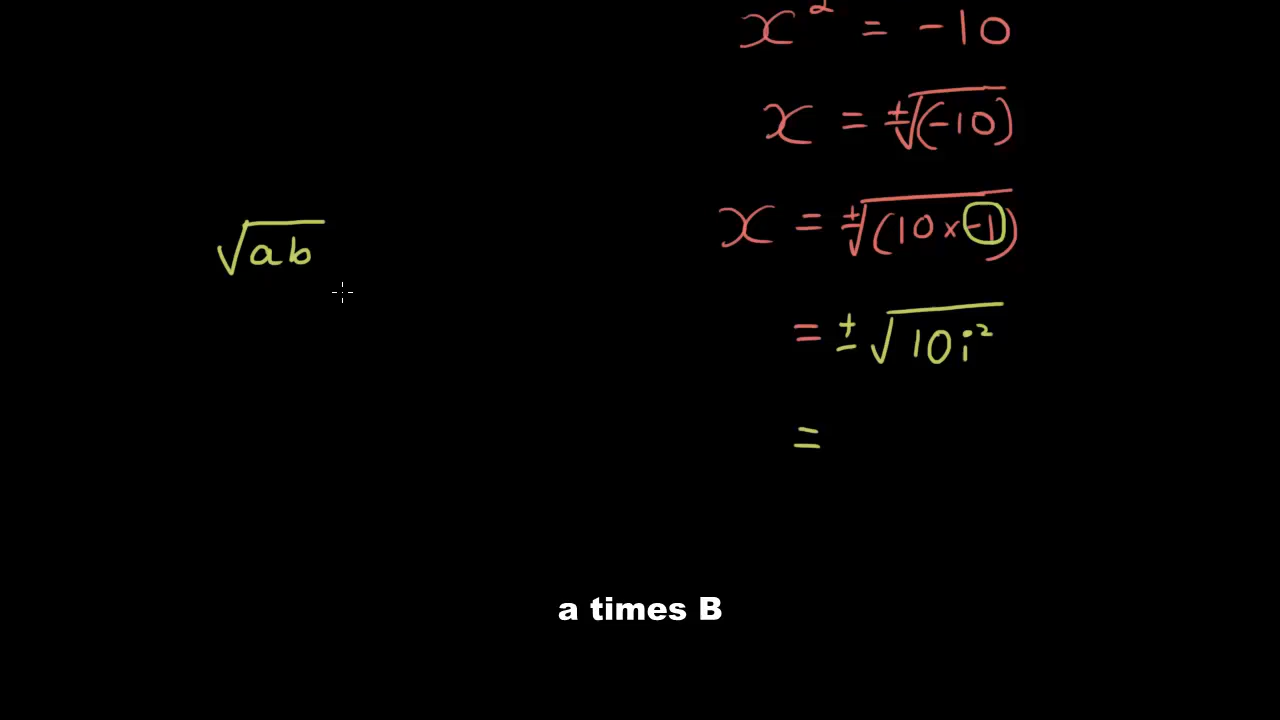 x² = -10
x = ±√(-10)
x = ±√(10 × -1)
√ab
= ±√10i²
=
a times B